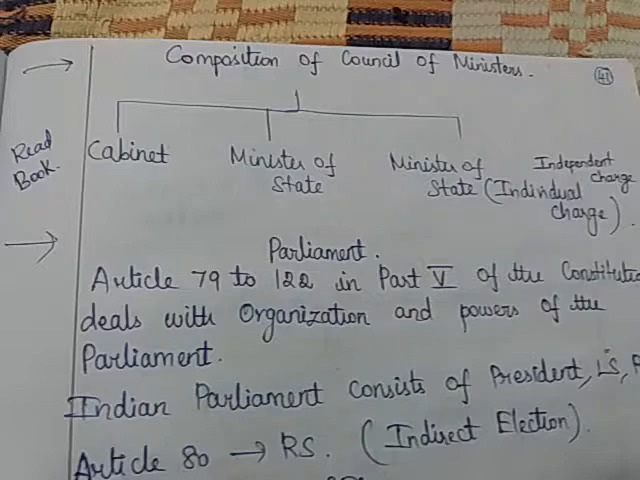 Composition of Council of Ministers.
41
Read
Book.
Cabinet
Minister of
State
Minister of
State (Individual
charge).
Independent
charge
Parliament.
Article 79 to 122 in Part V of the Constitutio
deals with Organization and powers of the
Parliament.
Indian Parliament consists of President, LS, R
Article 80 → RS. (Indirect Election).